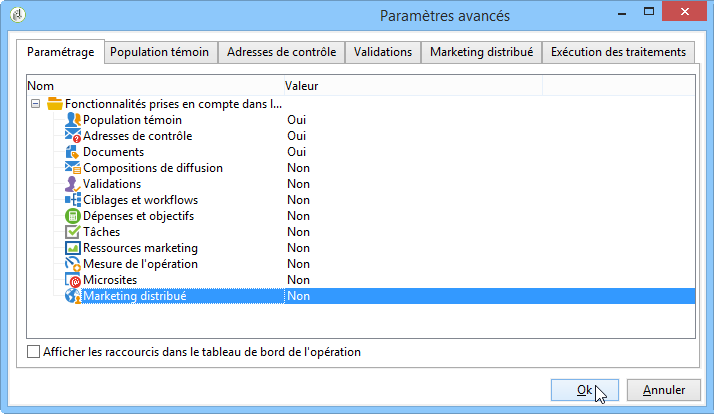 Paramètres avancés
Paramétrage Population témoin Adresses de contrôle Validations Marketing distribué Exécution des traitements
Nom Valeur
Fonctionnalités prises en compte dans l...
Population témoin Oui
Adresses de contrôle Oui
Documents Oui
Compositions de diffusion Non
Validations Non
Ciblages et workflows Non
Dépenses et objectifs Non
Tâches Non
Ressources marketing Non
Mesure de l'opération Non
Microsites Non
Marketing distribué Non
Afficher les raccourcis dans le tableau de bord de l'opération
Ok Annuler